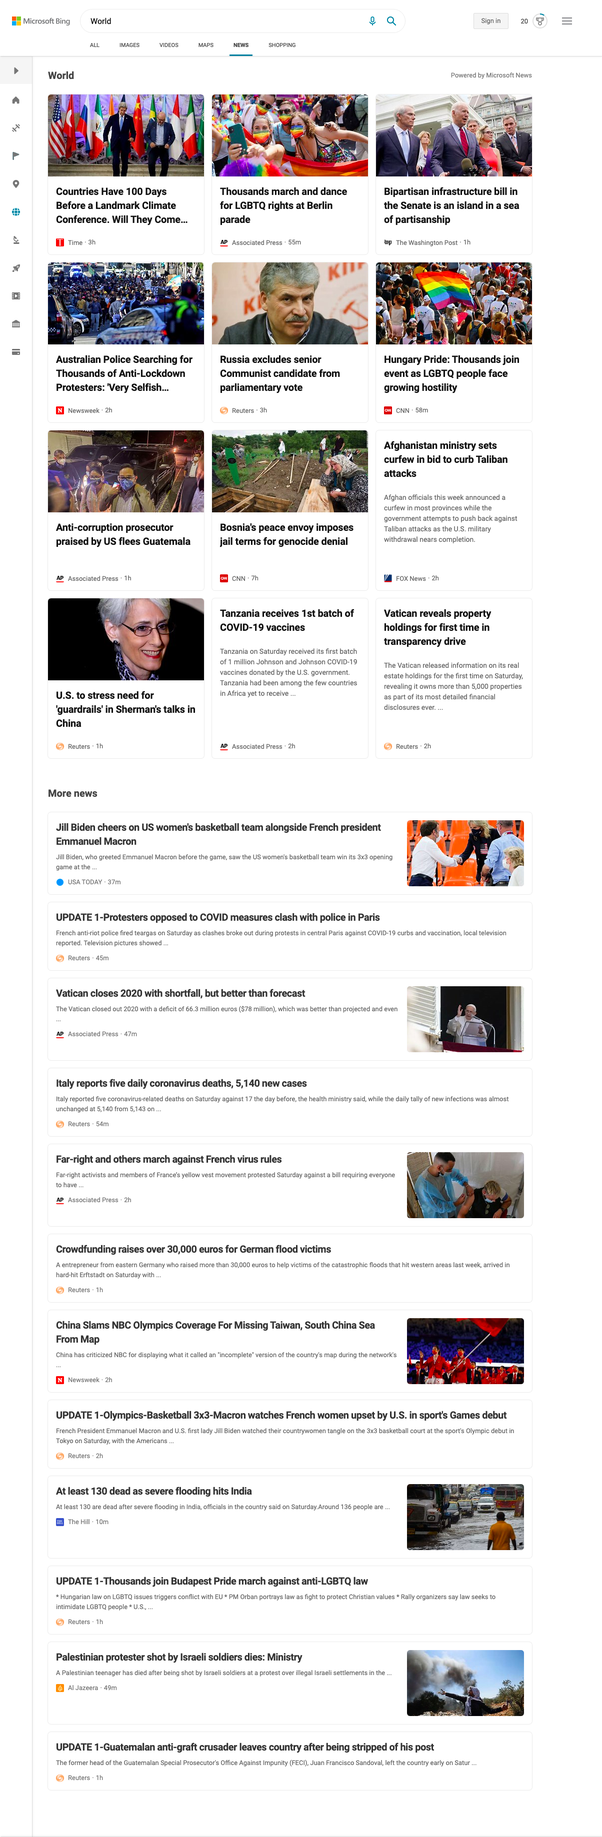 Microsoft Bing
World
Sign in
20
ALL
IMAGES
VIDEOS
MAPS
NEWS
SHOPPING
World
Powered by Microsoft News
Countries Have 100 Days
Before a Landmark Climate
Conference. Will They Come...
Time · 3h
Thousands march and dance
for LGBTQ rights at Berlin
parade
AP
Associated Press · 55m
Bipartisan infrastructure bill in
the Senate is an island in a sea
of partisanship
wp
The Washington Post · 1h
Australian Police Searching for
Thousands of Anti-Lockdown
Protesters: 'Very Selfish...
N
Newsweek · 2h
Russia excludes senior
Communist candidate from
parliamentary vote
Reuters · 3h
Hungary Pride: Thousands join
event as LGBTQ people face
growing hostility
CNN · 58m
Anti-corruption prosecutor
praised by US flees Guatemala
AP
Associated Press · 1h
Bosnia's peace envoy imposes
jail terms for genocide denial
CNN · 7h
Afghanistan ministry sets
curfew in bid to curb Taliban
attacks
Afghan officials this week announced a
curfew in most provinces while the
government attempts to push back against
Taliban attacks as the U.S. military
withdrawal nears completion.
FOX News · 2h
U.S. to stress need for
'guardrails' in Sherman's talks in
China
Reuters · 1h
Tanzania receives 1st batch of
COVID-19 vaccines
Tanzania on Saturday received its first batch
of 1 million Johnson and Johnson COVID-19
vaccines donated by the U.S. government.
Tanzania had been among the few countries
in Africa yet to receive ...
AP
Associated Press · 2h
Vatican reveals property
holdings for first time in
transparency drive
The Vatican released information on its real
estate holdings for the first time on Saturday,
revealing it owns more than 5,000 properties
as part of its most detailed financial
disclosures ever. ...
Reuters · 2h
More news
Jill Biden cheers on US women's basketball team alongside French president
Emmanuel Macron
Jill Biden, who greeted Emmanuel Macron before the game, saw the US women's basketball team win its 3x3 opening
game at the ...
USA TODAY · 37m
UPDATE 1-Protesters opposed to COVID measures clash with police in Paris
French anti-riot police fired teargas on Saturday as clashes broke out during protests in central Paris against COVID-19 curbs and vaccination, local television
reported. Television pictures showed ...
Reuters · 45m
Vatican closes 2020 with shortfall, but better than forecast
The Vatican closed out 2020 with a deficit of 66.3 million euros ($78 million), which was better than projected and even
...
AP
Associated Press · 47m
Italy reports five daily coronavirus deaths, 5,140 new cases
Italy reported five coronavirus-related deaths on Saturday against 17 the day before, the health ministry said, while the daily tally of new infections was almost
unchanged at 5,140 from 5,143 on ...
Reuters · 54m
Far-right and others march against French virus rules
Far-right activists and members of France's yellow vest movement protested Saturday against a bill requiring everyone
to have ...
AP
Associated Press · 2h
Crowdfunding raises over 30,000 euros for German flood victims
A entrepreneur from eastern Germany who raised more than 30,000 euros to help victims of the catastrophic floods that hit western areas last week, arrived in
hard-hit Erftstadt on Saturday with ...
Reuters · 1h
China Slams NBC Olympics Coverage For Missing Taiwan, South China Sea
From Map
China has criticized NBC for displaying what it called an "incomplete" version of the country's map during the network's
...
N
Newsweek · 2h
UPDATE 1-Olympics-Basketball 3x3-Macron watches French women upset by U.S. in sport's Games debut
French President Emmanuel Macron and U.S. first lady Jill Biden watched their countrywomen tangle on the 3x3 basketball court at the sport's Olympic debut in
Tokyo on Saturday, with the Americans ...
Reuters · 2h
At least 130 dead as severe flooding hits India
At least 130 are dead after severe flooding in India, officials in the country said on Saturday.Around 136 people are ...
The Hill · 10m
UPDATE 1-Thousands join Budapest Pride march against anti-LGBTQ law
* Hungarian law on LGBTQ issues triggers conflict with EU * PM Orban portrays law as fight to protect Christian values * Rally organizers say law seeks to
intimidate LGBTQ people * U.S., ...
Reuters · 1h
Palestinian protester shot by Israeli soldiers dies: Ministry
A Palestinian teenager has died after being shot by Israeli soldiers at a protest over illegal Israeli settlements in the ...
Al Jazeera · 49m
UPDATE 1-Guatemalan anti-graft crusader leaves country after being stripped of his post
The former head of the Guatemalan Special Prosecutor's Office Against Impunity (FECI), Juan Francisco Sandoval, left the country early on Satur ...
Reuters · 1h